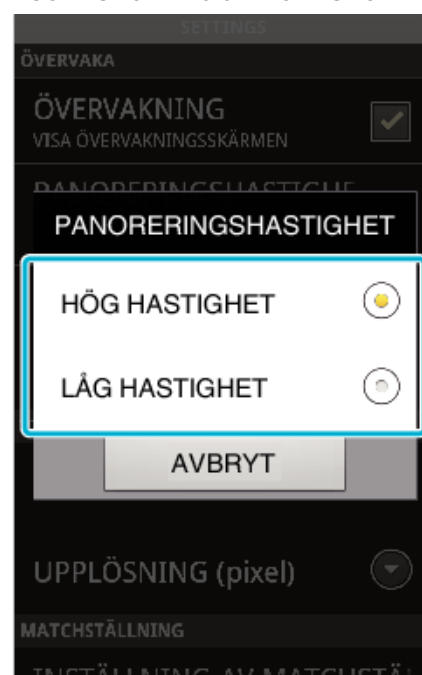 SETTINGS
ÖVERVAKA
ÖVERVAKNING
VISA ÖVERVAKNINGSSKÄRMEN
PANORERINGSHASTIGHET
HÖG HASTIGHET
LÅG HASTIGHET
AVBRYT
UPPLÖSNING (pixel)
MATCHSTÄLLNING